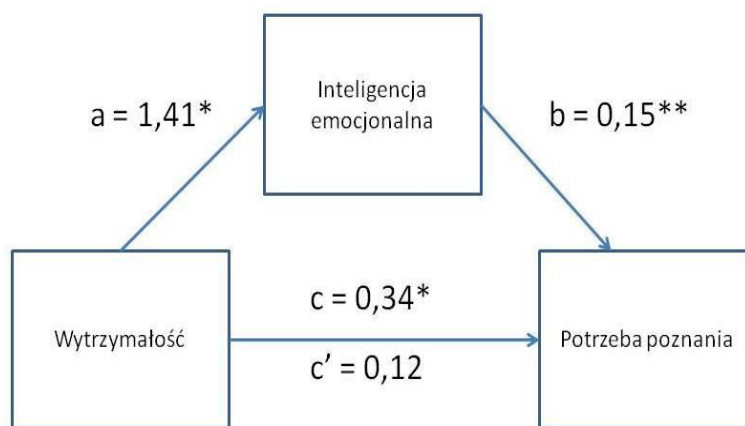 Inteligencja
emocjonalna
a = 1,41*
b = 0,15**
Wytrzymałość
c = 0,34*
c' = 0,12
Potrzeba poznania